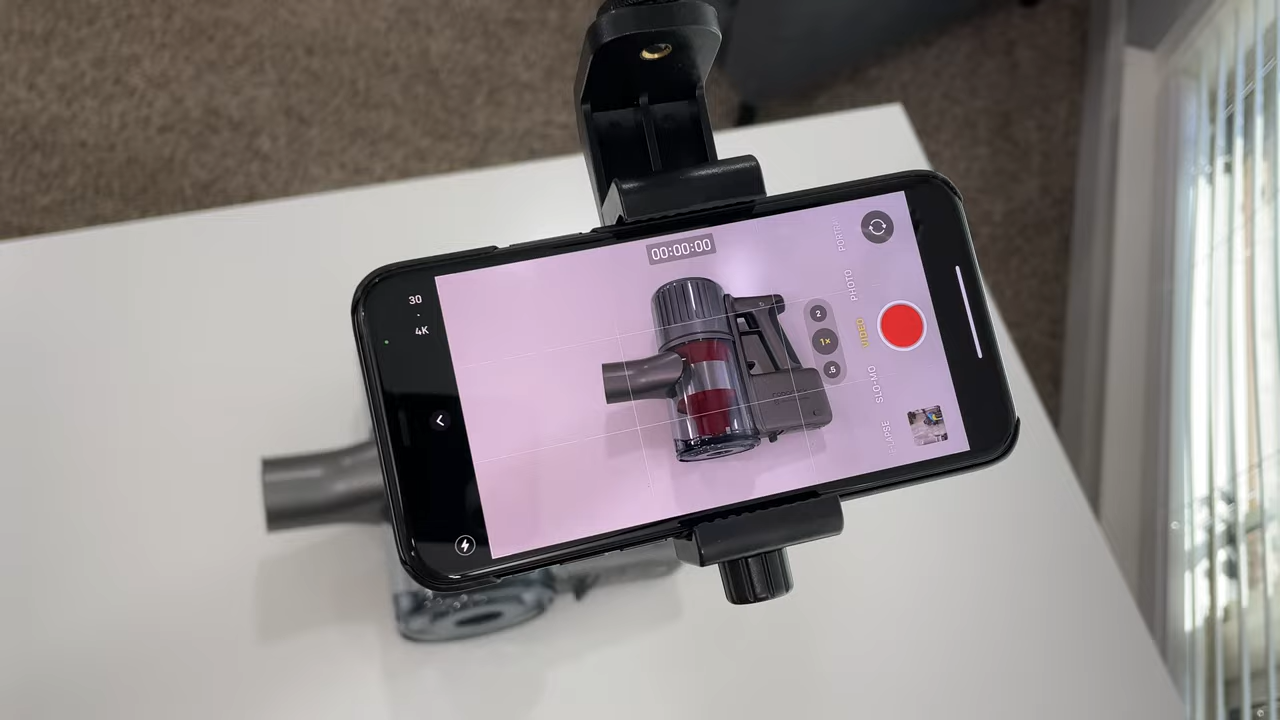 30
4K
00:00:00
PORTR
PHOTO
VIDEO
SLO-MO
-LAPSE
2
1×
.5